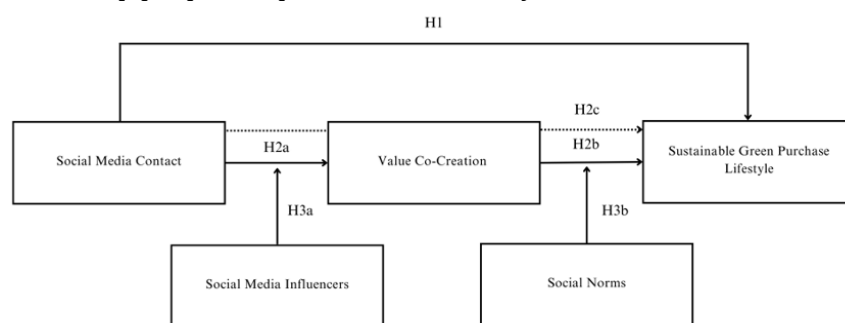 H1
H2c
Social Media Contact
H2a
Value Co-Creation
H2b
Sustainable Green Purchase
Lifestyle
H3a
H3b
Social Media Influencers
Social Norms